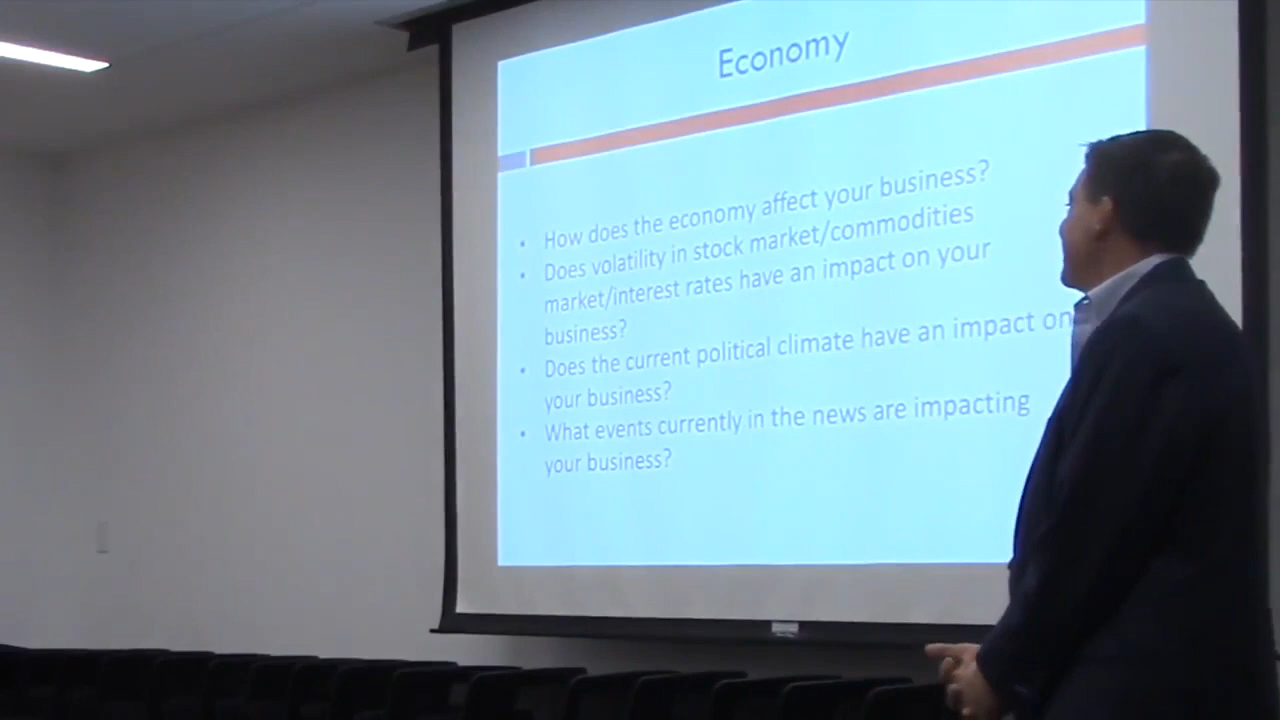 Economy
• How does the economy affect your business?
• Does volatility in stock market/commodities
market/interest rates have an impact on your
business?
• Does the current political climate have an impact on
your business?
• What events currently in the news are impacting
your business?